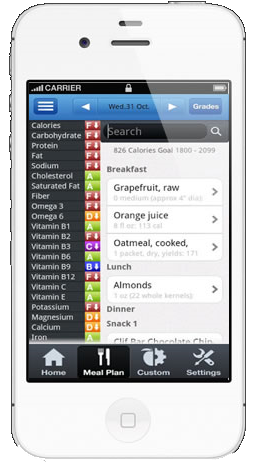 CARRIER
Wed.31 Oct.
Grades
Calories F
Carbohydrate F
Protein F
Fat F
Sodium F
Cholesterol A
Saturated Fat A
Fiber F
Omega 3 F
Omega 6 D
Vitamin B1 D
Vitamin B2 F
Vitamin B3 C
Vitamin B6 A
Vitamin B9 B
Vitamin B12 F
Vitamin C A
Vitamin E A
Potassium F
Magnesium D
Calcium D
Iron A
Search
826 Calories Goal 1800 - 2099
Breakfast
Grapefruit, raw
0 medium (approx 4" dia):
Orange juice
8 fl oz: 113 cal
Oatmeal, cooked,
1 packet, dry, yields: 171
Lunch
Almonds
1 oz (22 whole kernels):
Dinner
Snack 1
Clif Bar Chocolate Chip
Home
Meal Plan
Custom
Settings